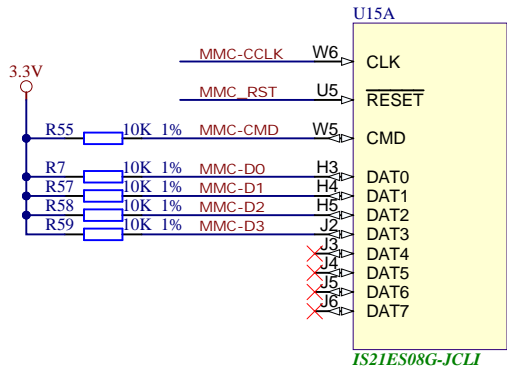 U15A
MMC-CCLK W6 CLK
3.3V
MMC_RST U5 RESET
R55 10K 1% MMC-CMD W5 CMD
R7 10K 1% MMC-D0 H3 DAT0
R57 10K 1% MMC-D1 H4 DAT1
R58 10K 1% MMC-D2 H5 DAT2
R59 10K 1% MMC-D3 J2 DAT3
J3 DAT4
J4 DAT5
J5 DAT6
J6 DAT7
IS21ES08G-JCLI